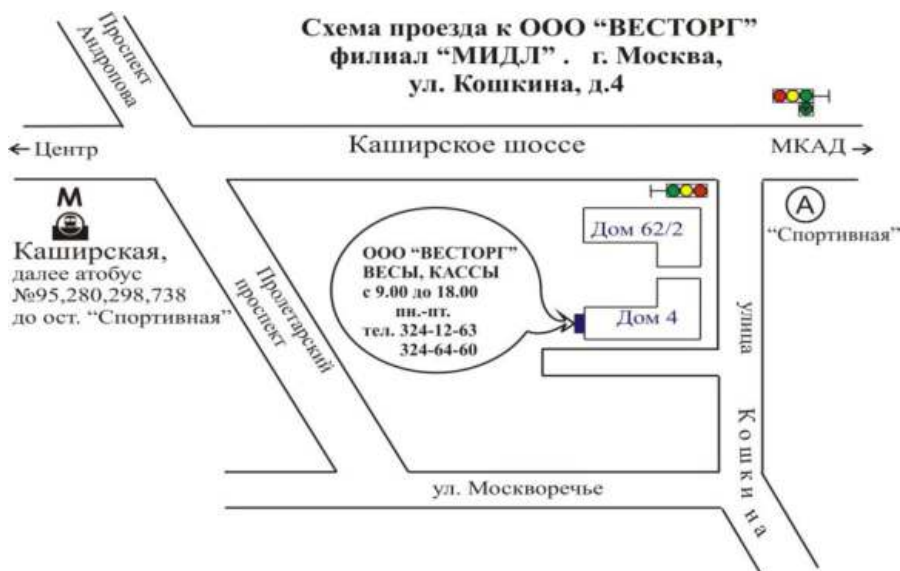 Схема проезда к ООО “ВЕСТОРГ”
филиал “МИДЛ” . г. Москва,
ул. Кошкина, д.4
Проспект
Андропова
←Центр
Каширское шоссе
МКАД→
М
Каширская,
далее атобус
№95,280,298,738
до ост. “Спортивная”
А
“Спортивная”
Дом 62/2
ООО “ВЕСТОРГ”
ВЕСЫ, КАССЫ
с 9.00 до 18.00
пн.-пт.
тел. 324-12-63
324-64-60
Дом 4
Пролетарский
проспект
улица Кошкина
ул. Москворечье